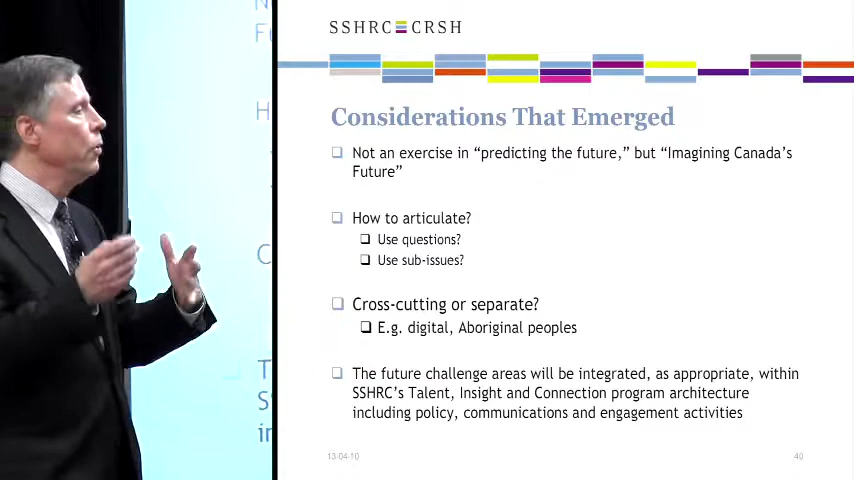 SSHRC CRSH
Considerations That Emerged
Not an exercise in “predicting the future,” but “Imagining Canada’s
Future”
How to articulate?
Use questions?
Use sub-issues?
Cross-cutting or separate?
E.g. digital, Aboriginal peoples
The future challenge areas will be integrated, as appropriate, within
SSHRC’s Talent, Insight and Connection program architecture
including policy, communications and engagement activities
13-04-10
40